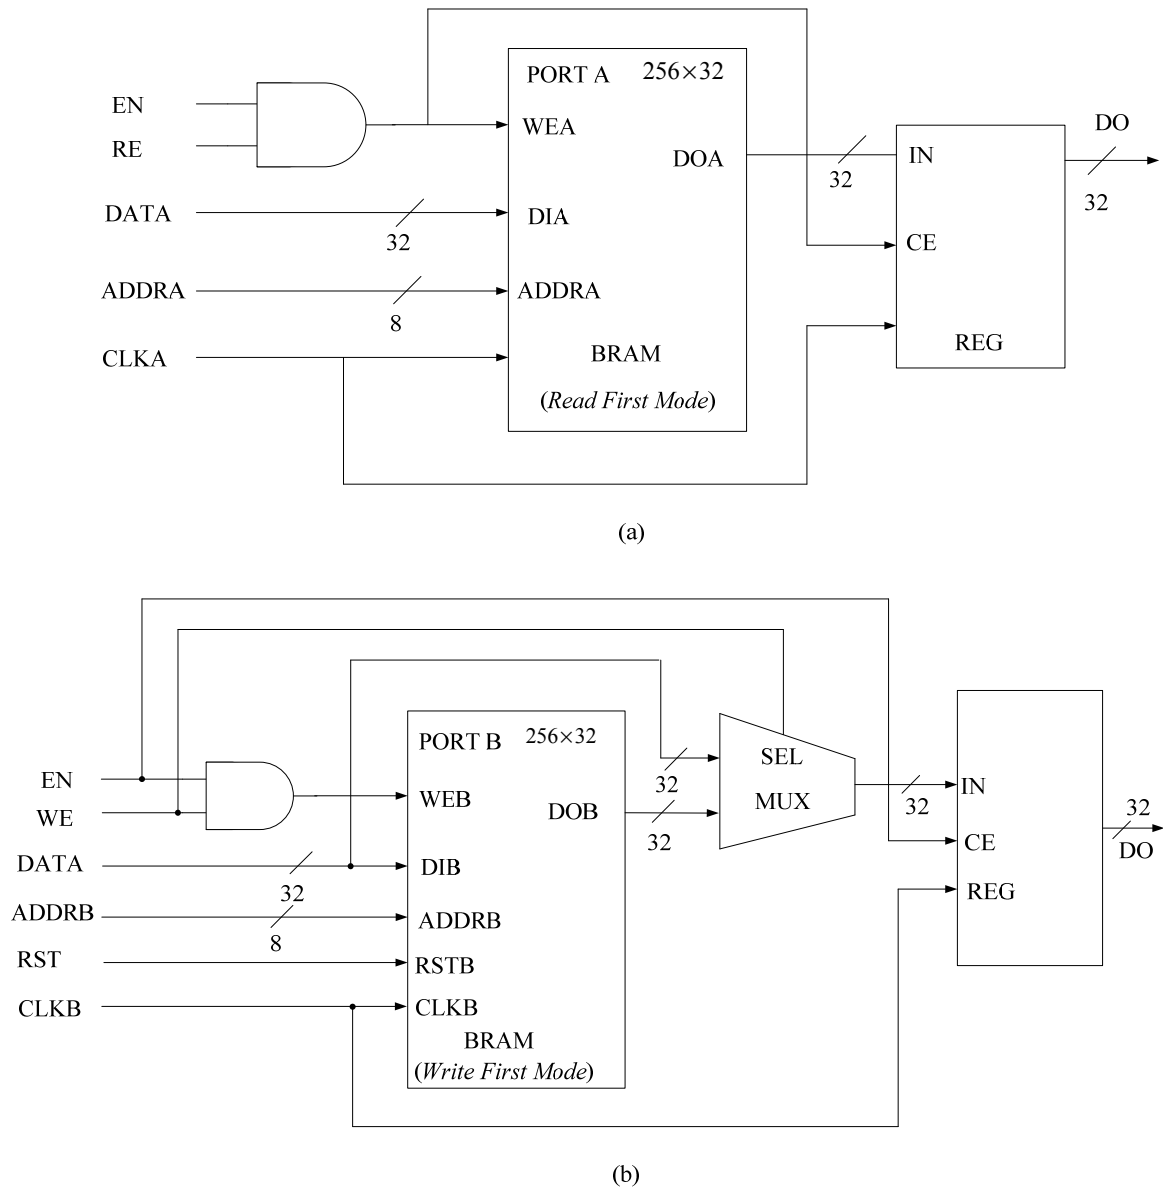 PORT A 256×32
EN
RE
WEA
DOA
32
IN
DO
32
DATA
32
DIA
CE
ADDRA
8
ADDRA
CLKA
BRAM
REG
(Read First Mode)
(a)
PORT B 256×32
SEL
EN
WEB
32
MUX
32
IN
WE
DOB
32
32
DO
CE
DATA
32
DIB
REG
ADDRB
8
ADDRB
RST
RSTB
CLKB
CLKB
BRAM
(Write First Mode)
(b)